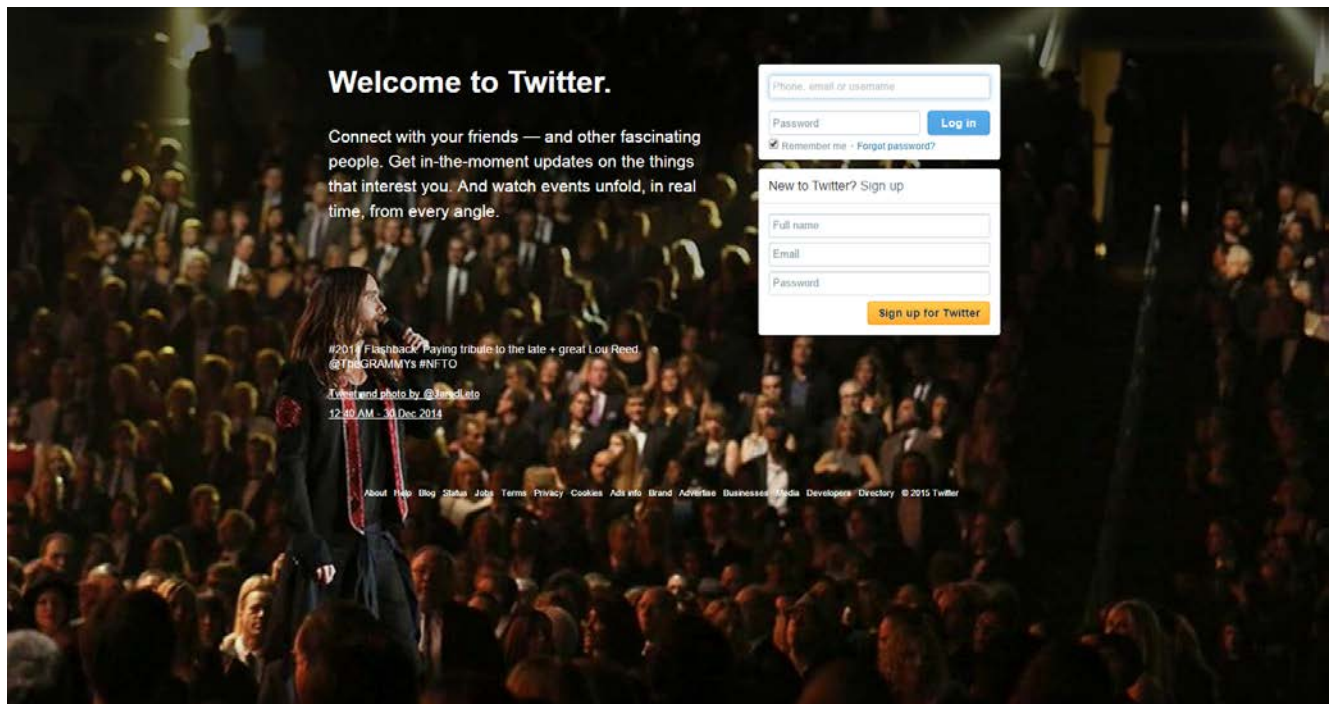 Welcome to Twitter.
Connect with your friends — and other fascinating
people. Get in-the-moment updates on the things
that interest you. And watch events unfold, in real
time, from every angle.
#2014 Flashback: Paying tribute to the late + great Lou Reed
@TheGRAMMYs #NFTO
Tweet and photo by @JaredLeto
12:40 AM - 30 Dec 2014
Phone, email or username
Password
Log in
Remember me · Forgot password?
New to Twitter? Sign up
Full name
Email
Password
Sign up for Twitter
About Help Blog Status Jobs Terms Privacy Cookies Ads info Brand Advertise Businesses Media Developers Directory © 2015 Twitter